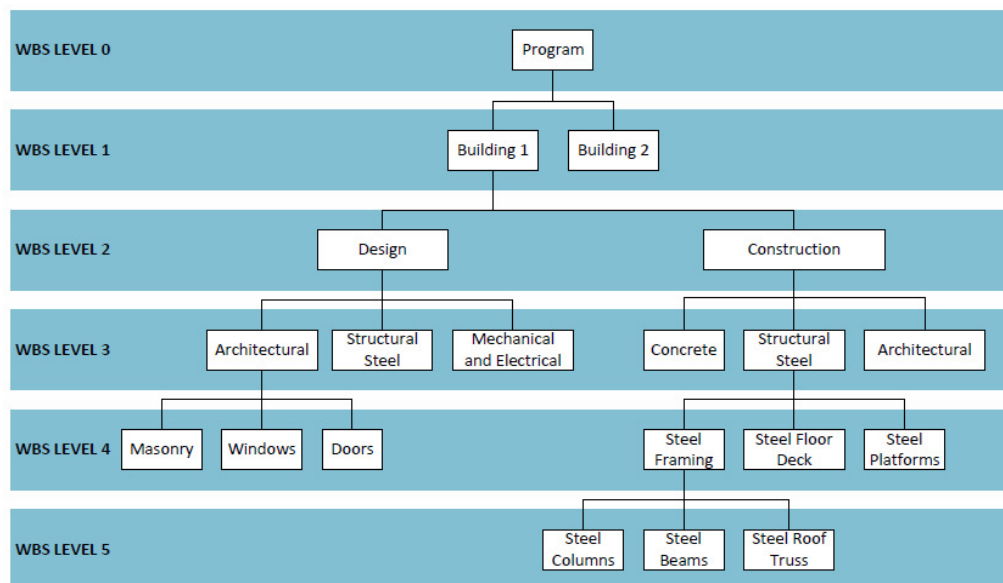 WBS LEVEL 0
Program
WBS LEVEL 1
Building 1
Building 2
WBS LEVEL 2
Design
Construction
WBS LEVEL 3
Architectural
Structural
Steel
Mechanical
and Electrical
Concrete
Structural
Steel
Architectural
WBS LEVEL 4
Masonry
Windows
Doors
Steel
Framing
Steel Floor
Deck
Steel
Platforms
WBS LEVEL 5
Steel
Columns
Steel
Beams
Steel Roof
Truss